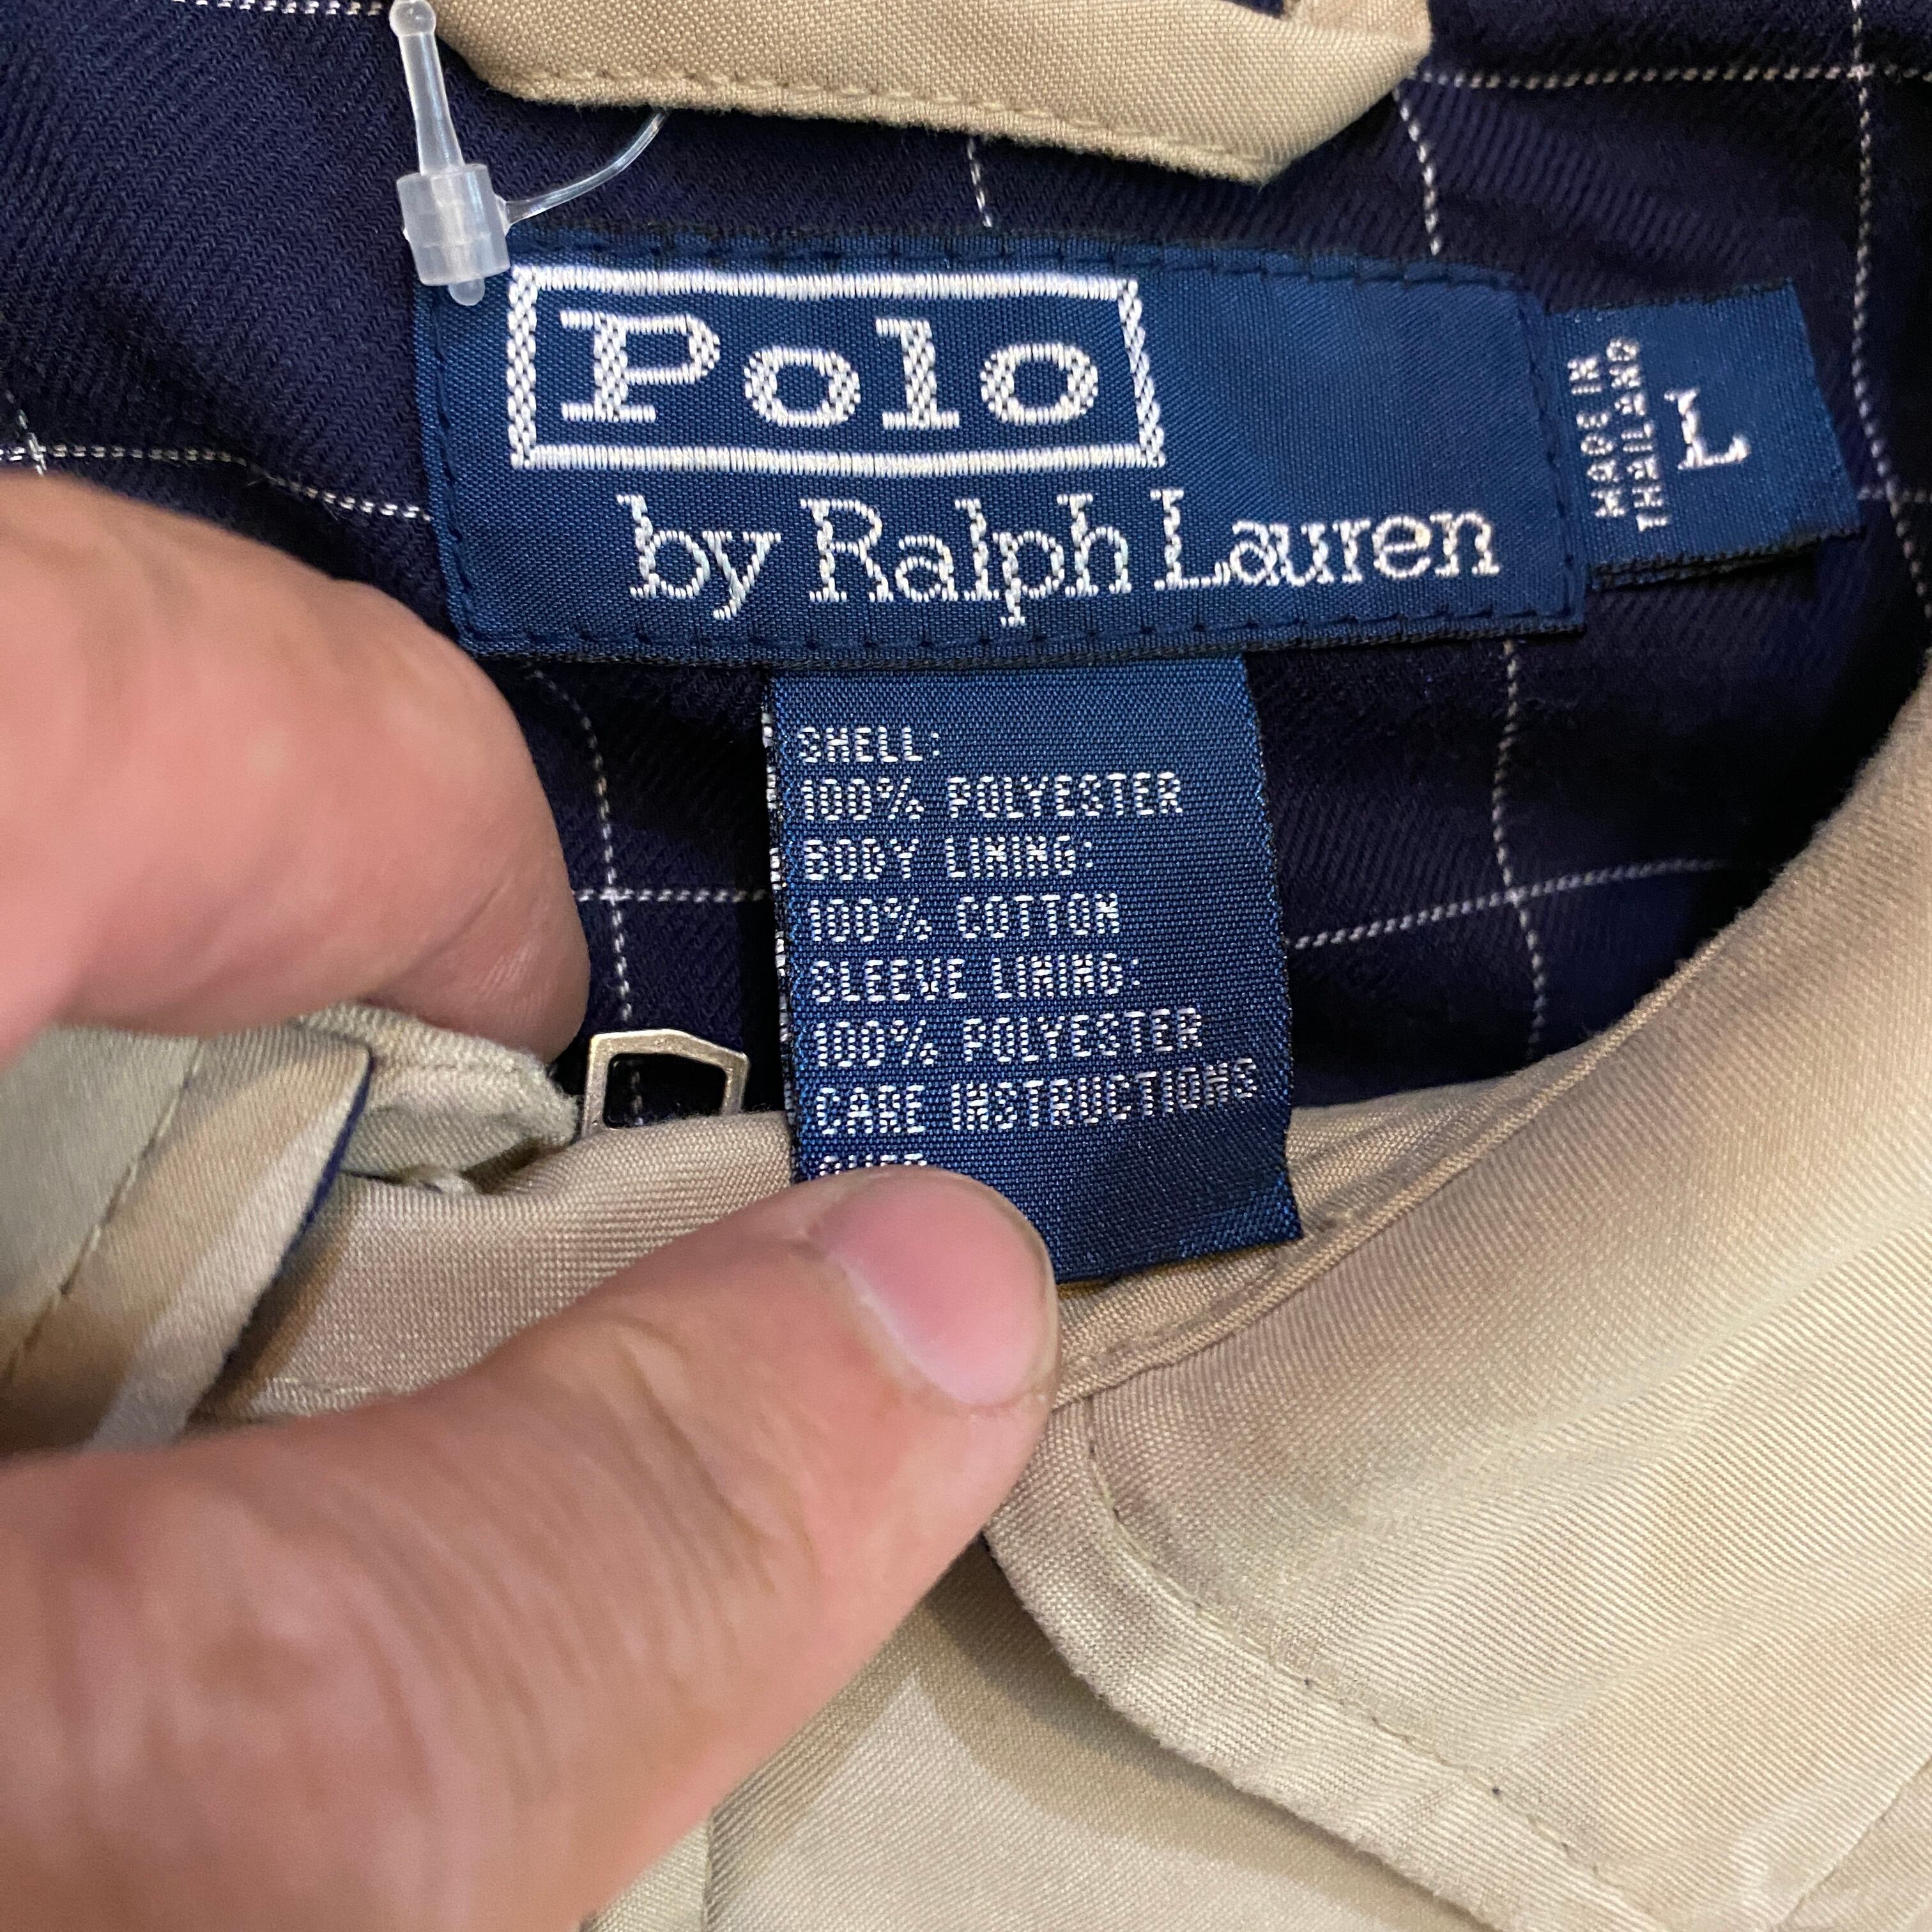 Polo
by Ralph Lauren
MADE IN
THAILAND
L
SHELL:
100% POLYESTER
BODY LINING:
100% COTTON
SLEEVE LINING:
100% POLYESTER
CARE INSTRUCTIONS